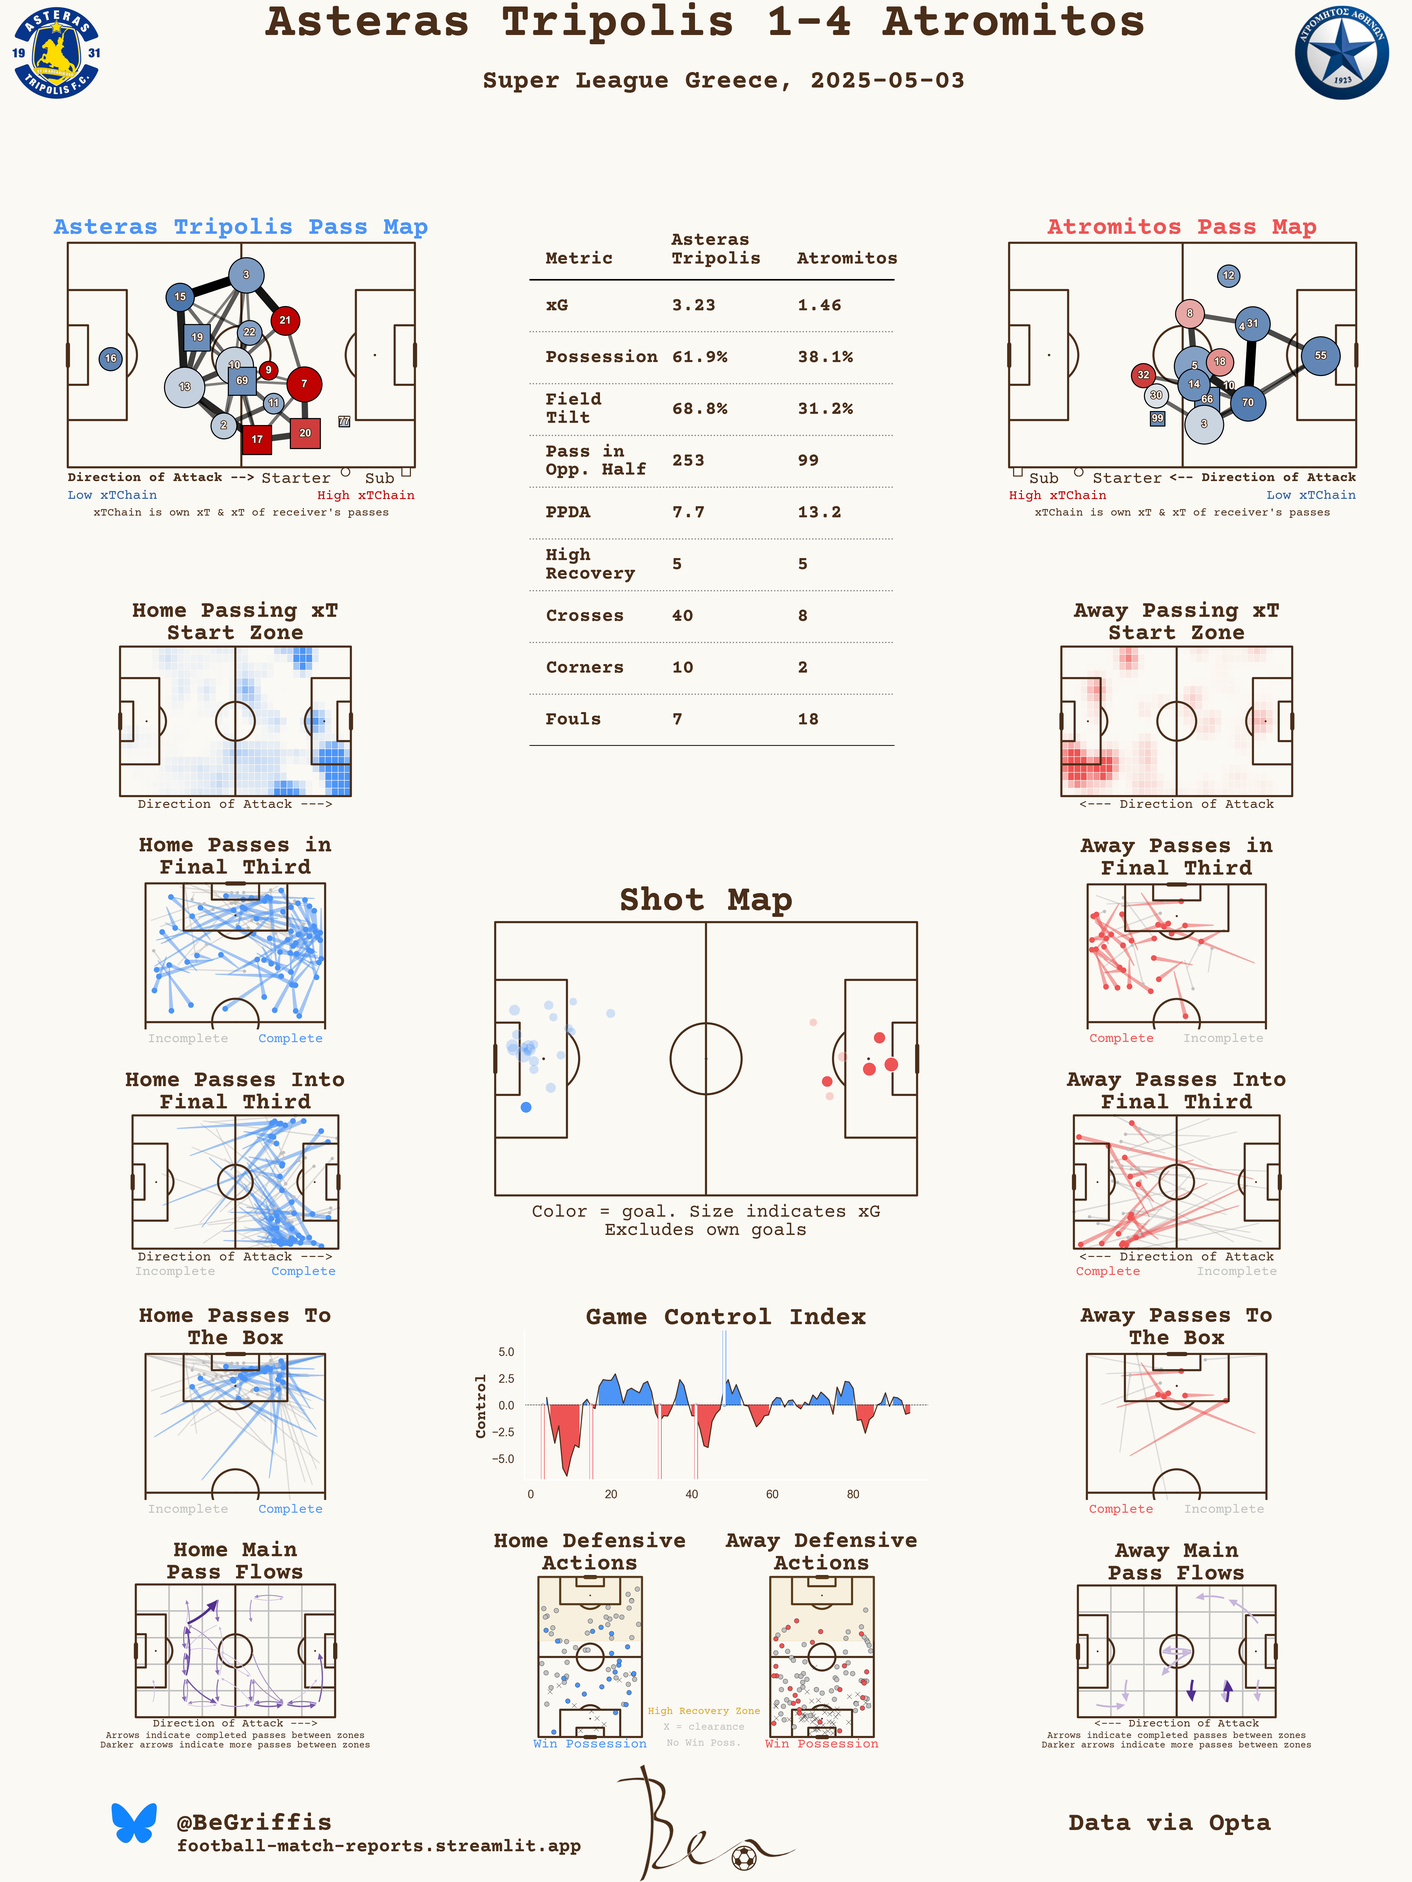 Asteras Tripolis 1-4 Atromitos
Super League Greece, 2025-05-03
ASTERAS
19 31
TRIPOLIS F.C.
ΑΤΡΟΜΗΤΟΣ ΑΘΗΝΩΝ
1923
Asteras Tripolis Pass Map
3
15
21
19
22
16
10
9
69
13
7
11
2
77
17
20
Direction of Attack --> Starter Sub
Low xTChain High xTChain
xTChain is own xT & xT of receiver's passes
Metric Asteras Tripolis Atromitos
xG 3.23 1.46
Possession 61.9% 38.1%
Field Tilt 68.8% 31.2%
Pass in Opp. Half 253 99
PPDA 7.7 13.2
High Recovery 5 5
Crosses 40 8
Corners 10 2
Fouls 7 18
Atromitos Pass Map
12
8
4 31
55
5
18
32
14
10
30
66
70
99
3
Sub Starter <-- Direction of Attack
High xTChain Low xTChain
xTChain is own xT & xT of receiver's passes
Home Passing xT
Start Zone
Direction of Attack --->
Away Passing xT
Start Zone
<--- Direction of Attack
Home Passes in
Final Third
Incomplete Complete
Away Passes in
Final Third
Complete Incomplete
Shot Map
Color = goal. Size indicates xG
Excludes own goals
Home Passes Into
Final Third
Direction of Attack --->
Incomplete Complete
Away Passes Into
Final Third
<--- Direction of Attack
Complete Incomplete
Home Passes To
The Box
Incomplete Complete
Game Control Index
Control
5.0
2.5
0.0
−2.5
−5.0
0 20 40 60 80
Away Passes To
The Box
Complete Incomplete
Home Main
Pass Flows
Direction of Attack --->
Arrows indicate completed passes between zones
Darker arrows indicate more passes between zones
Home Defensive
Actions
Win Possession
High Recovery Zone
X = clearance
No Win Poss.
Away Defensive
Actions
Win Possession
Away Main
Pass Flows
<--- Direction of Attack
Arrows indicate completed passes between zones
Darker arrows indicate more passes between zones
@BeGriffis
football-match-reports.streamlit.app
Ben
Data via Opta